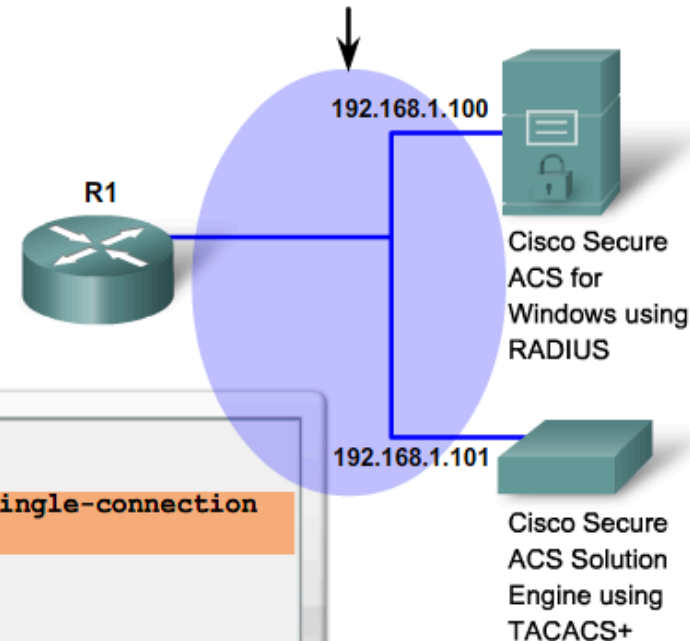 192.168.1.100
R1
Cisco Secure
ACS for
Windows using
RADIUS
192.168.1.101
ingle-connection
Cisco Secure
ACS Solution
Engine using
TACACS+